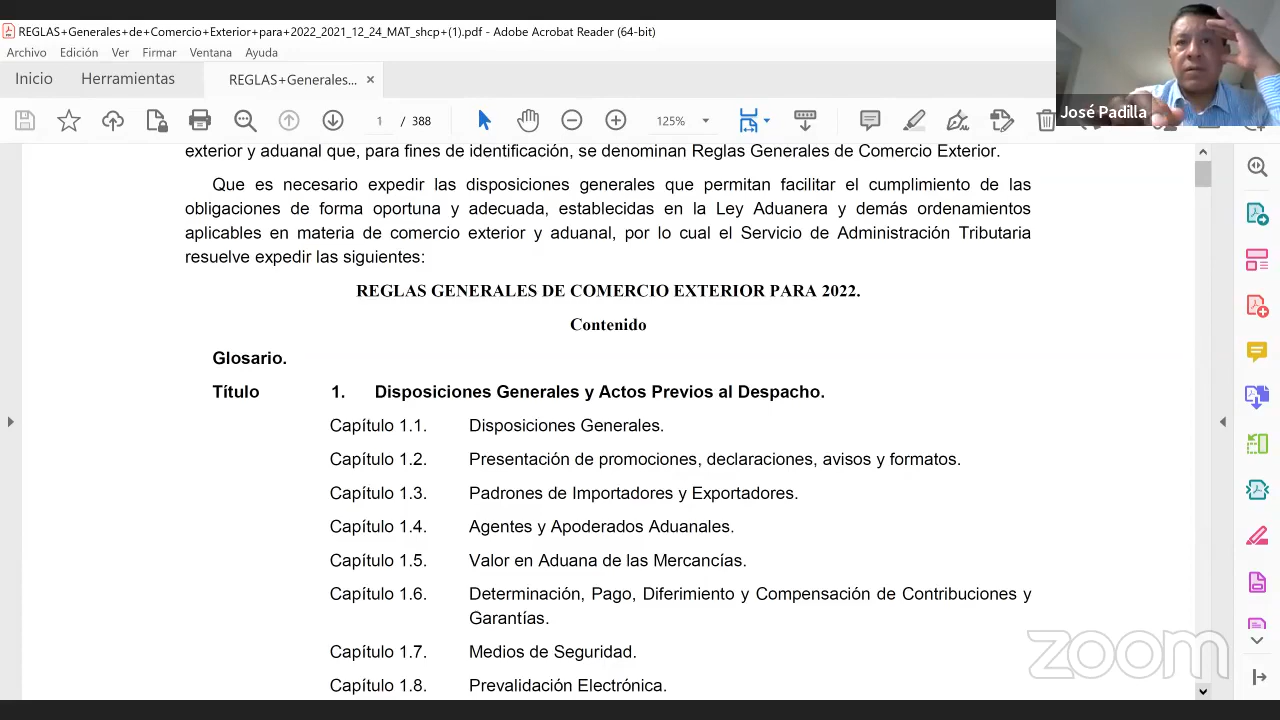 REGLAS+Generales+de+Comercio+Exterior+para+2022_2021_12_24_MAT_shcp+(1).pdf - Adobe Acrobat Reader (64-bit)
Archivo Edición Ver Firmar Ventana Ayuda
Inicio Herramientas REGLAS+Generales... ×
1 / 388 125%
José Padilla
exterior y aduanal que, para fines de identificación, se denominan Reglas Generales de Comercio Exterior.
Que es necesario expedir las disposiciones generales que permitan facilitar el cumplimiento de las
obligaciones de forma oportuna y adecuada, establecidas en la Ley Aduanera y demás ordenamientos
aplicables en materia de comercio exterior y aduanal, por lo cual el Servicio de Administración Tributaria
resuelve expedir las siguientes:
REGLAS GENERALES DE COMERCIO EXTERIOR PARA 2022.
Contenido
Glosario.
Título 1. Disposiciones Generales y Actos Previos al Despacho.
Capítulo 1.1. Disposiciones Generales.
Capítulo 1.2. Presentación de promociones, declaraciones, avisos y formatos.
Capítulo 1.3. Padrones de Importadores y Exportadores.
Capítulo 1.4. Agentes y Apoderados Aduanales.
Capítulo 1.5. Valor en Aduana de las Mercancías.
Capítulo 1.6. Determinación, Pago, Diferimiento y Compensación de Contribuciones y
Garantías.
Capítulo 1.7. Medios de Seguridad.
Capítulo 1.8. Prevalidación Electrónica.
zoom